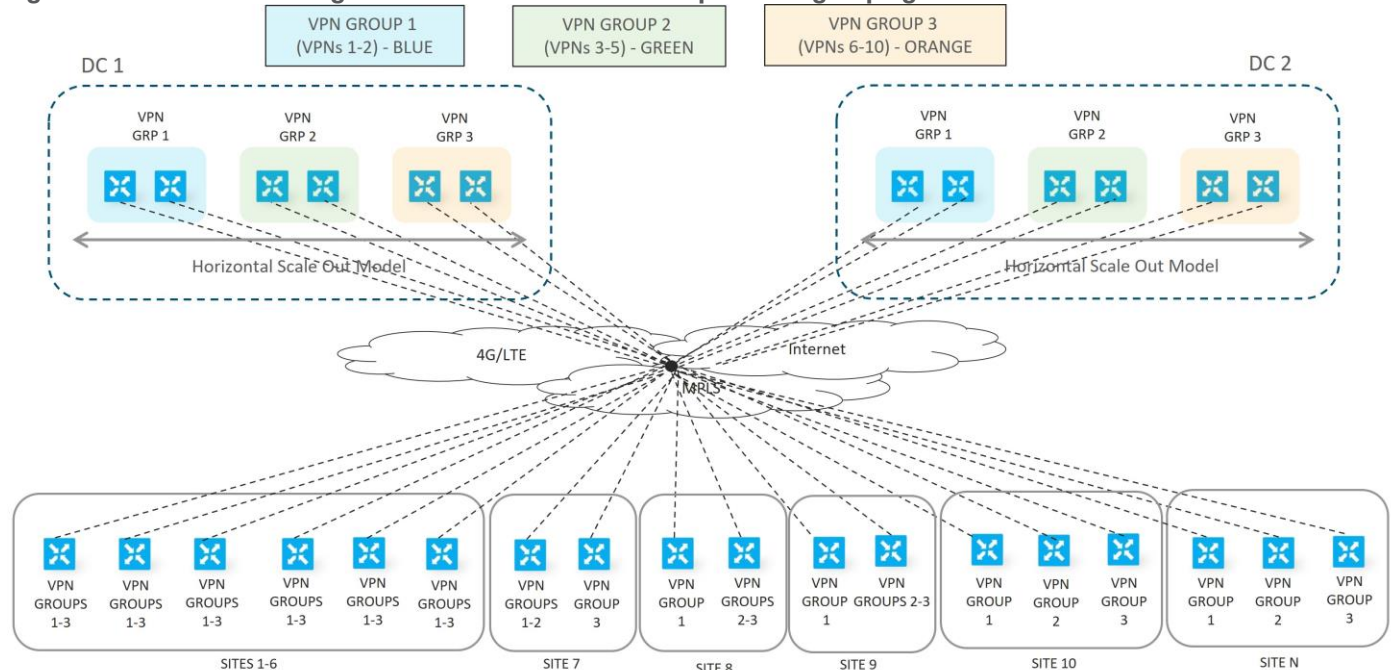 VPN GROUP 1
(VPNs 1-2) - BLUE
VPN GROUP 2
(VPNs 3-5) - GREEN
VPN GROUP 3
(VPNs 6-10) - ORANGE
DC 1
DC 2
VPN
GRP 1
VPN
GRP 2
VPN
GRP 3
VPN
GRP 1
VPN
GRP 2
VPN
GRP 3
Horizontal Scale Out Model
Horizontal Scale Out Model
4G/LTE
Internet
MPLS
VPN
GROUPS
1-3
VPN
GROUPS
1-3
VPN
GROUPS
1-3
VPN
GROUPS
1-3
VPN
GROUPS
1-3
VPN
GROUPS
1-3
VPN
GROUPS
1-2
VPN
GROUP
3
VPN
GROUP
1
VPN
GROUPS
2-3
VPN
GROUP
1
VPN
GROUPS 2-3
VPN
GROUP
1
VPN
GROUP
2
VPN
GROUP
3
VPN
GROUP
1
VPN
GROUP
2
VPN
GROUP
3
SITES 1-6
SITE 7
SITE 8
SITE 9
SITE 10
SITE N